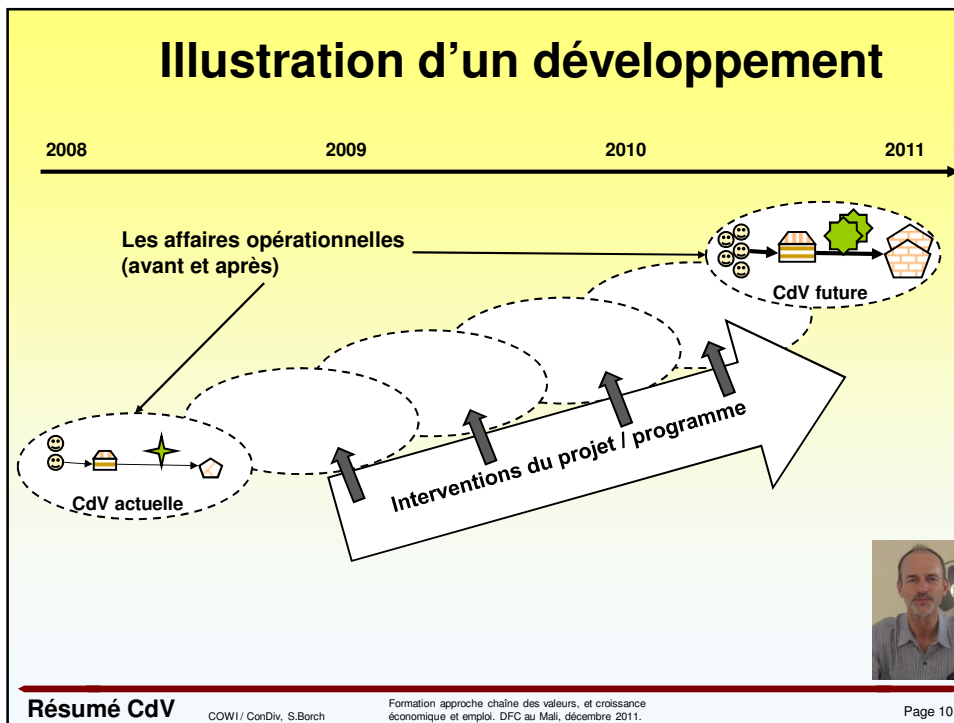 Illustration d’un développement
2008 2009 2010 2011
Les affaires opérationnelles
(avant et après)
CdV future
Interventions du projet / programme
CdV actuelle
Résumé CdV
COWI / ConDiv, S.Borch
Formation approche chaîne des valeurs, et croissance
économique et emploi. DFC au Mali, décembre 2011.
Page 10